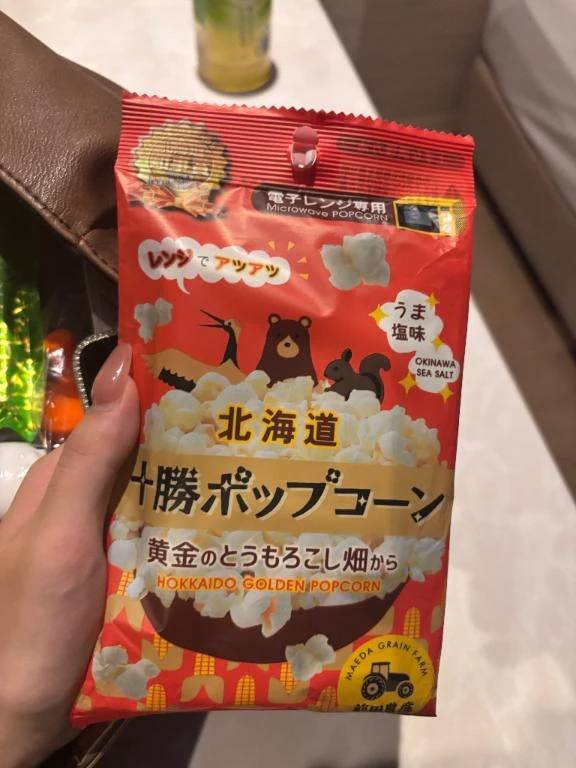 電子レンジ専用
Microwave POPCORN
レンジでアツアツ
うま
塩味
OKINAWA
SEA SALT
北海道
十勝ポップコーン
黄金のとうもろこし畑から
HOKKAIDO GOLDEN POPCORN
MAEDA GRAIN FARM
前田農産